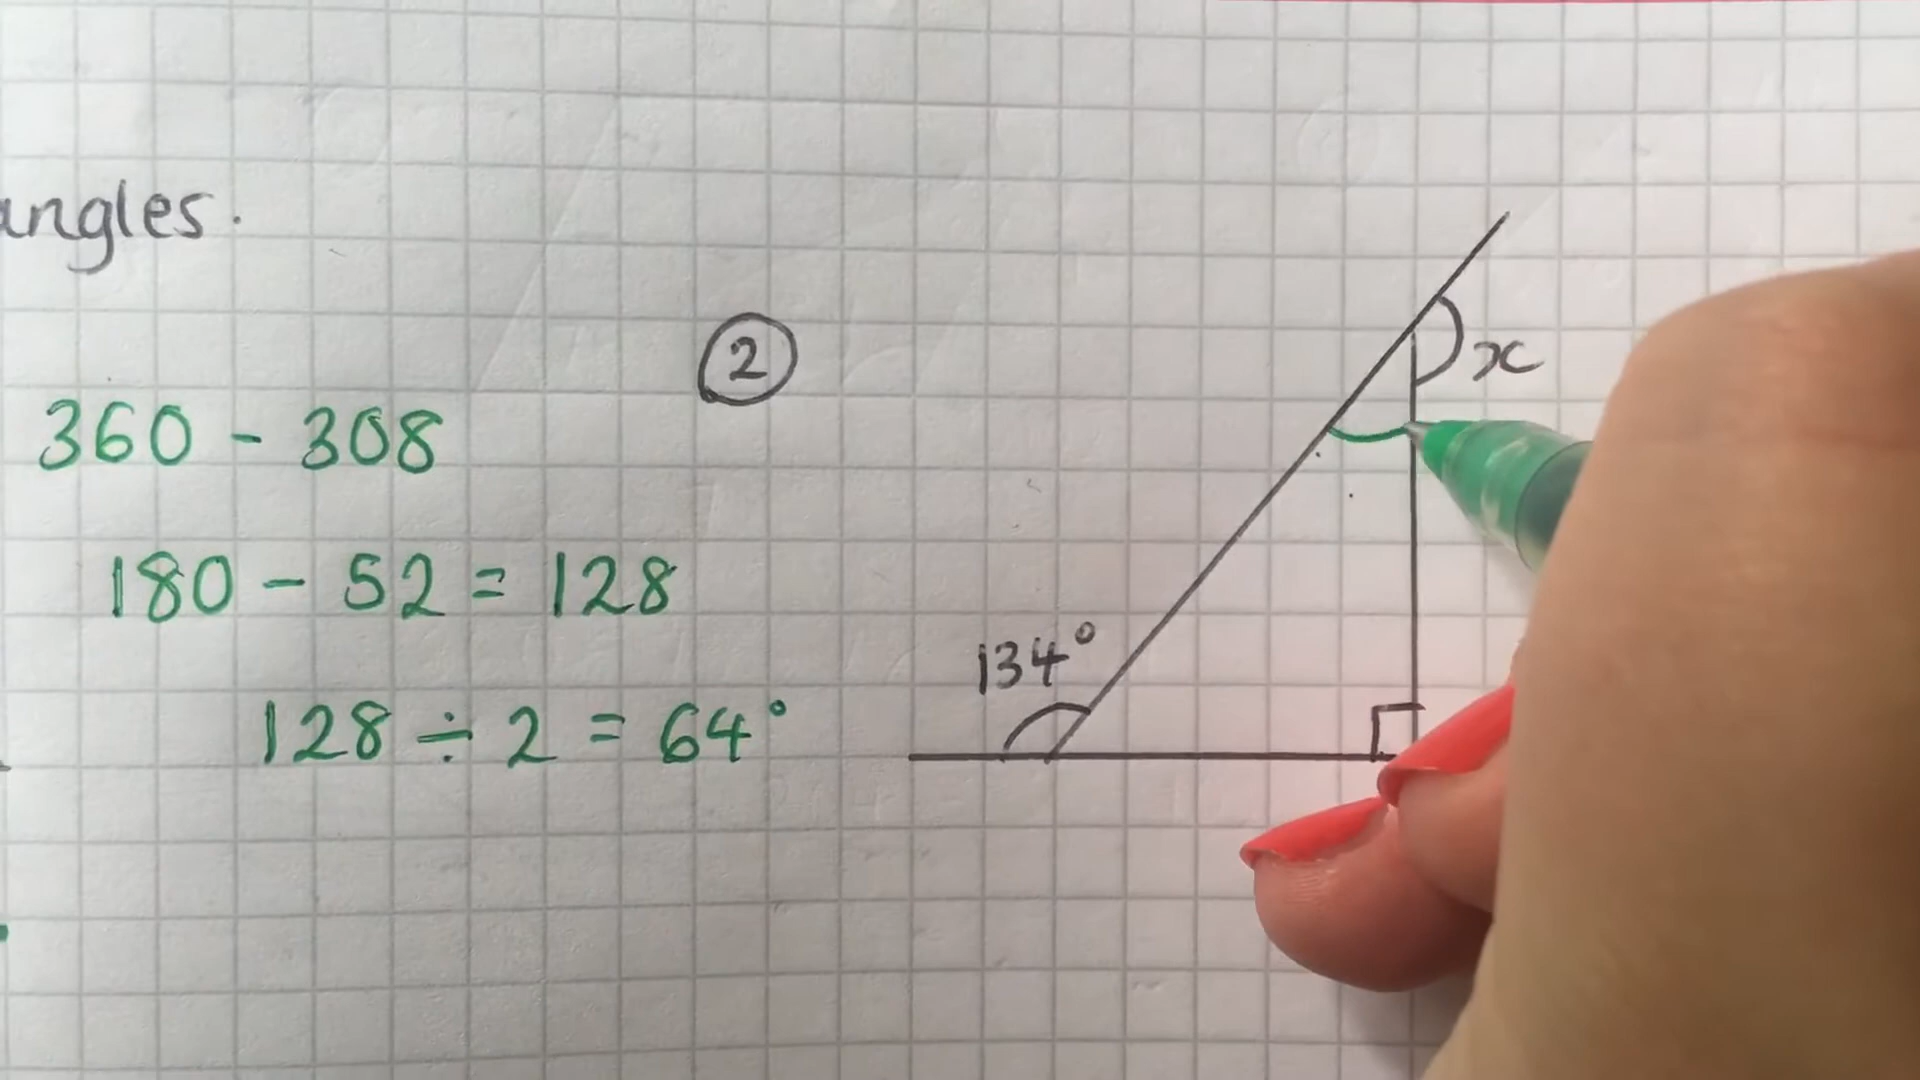 angles.
360 - 308
180 - 52 = 128
128 ÷ 2 = 64°
2
x
134°